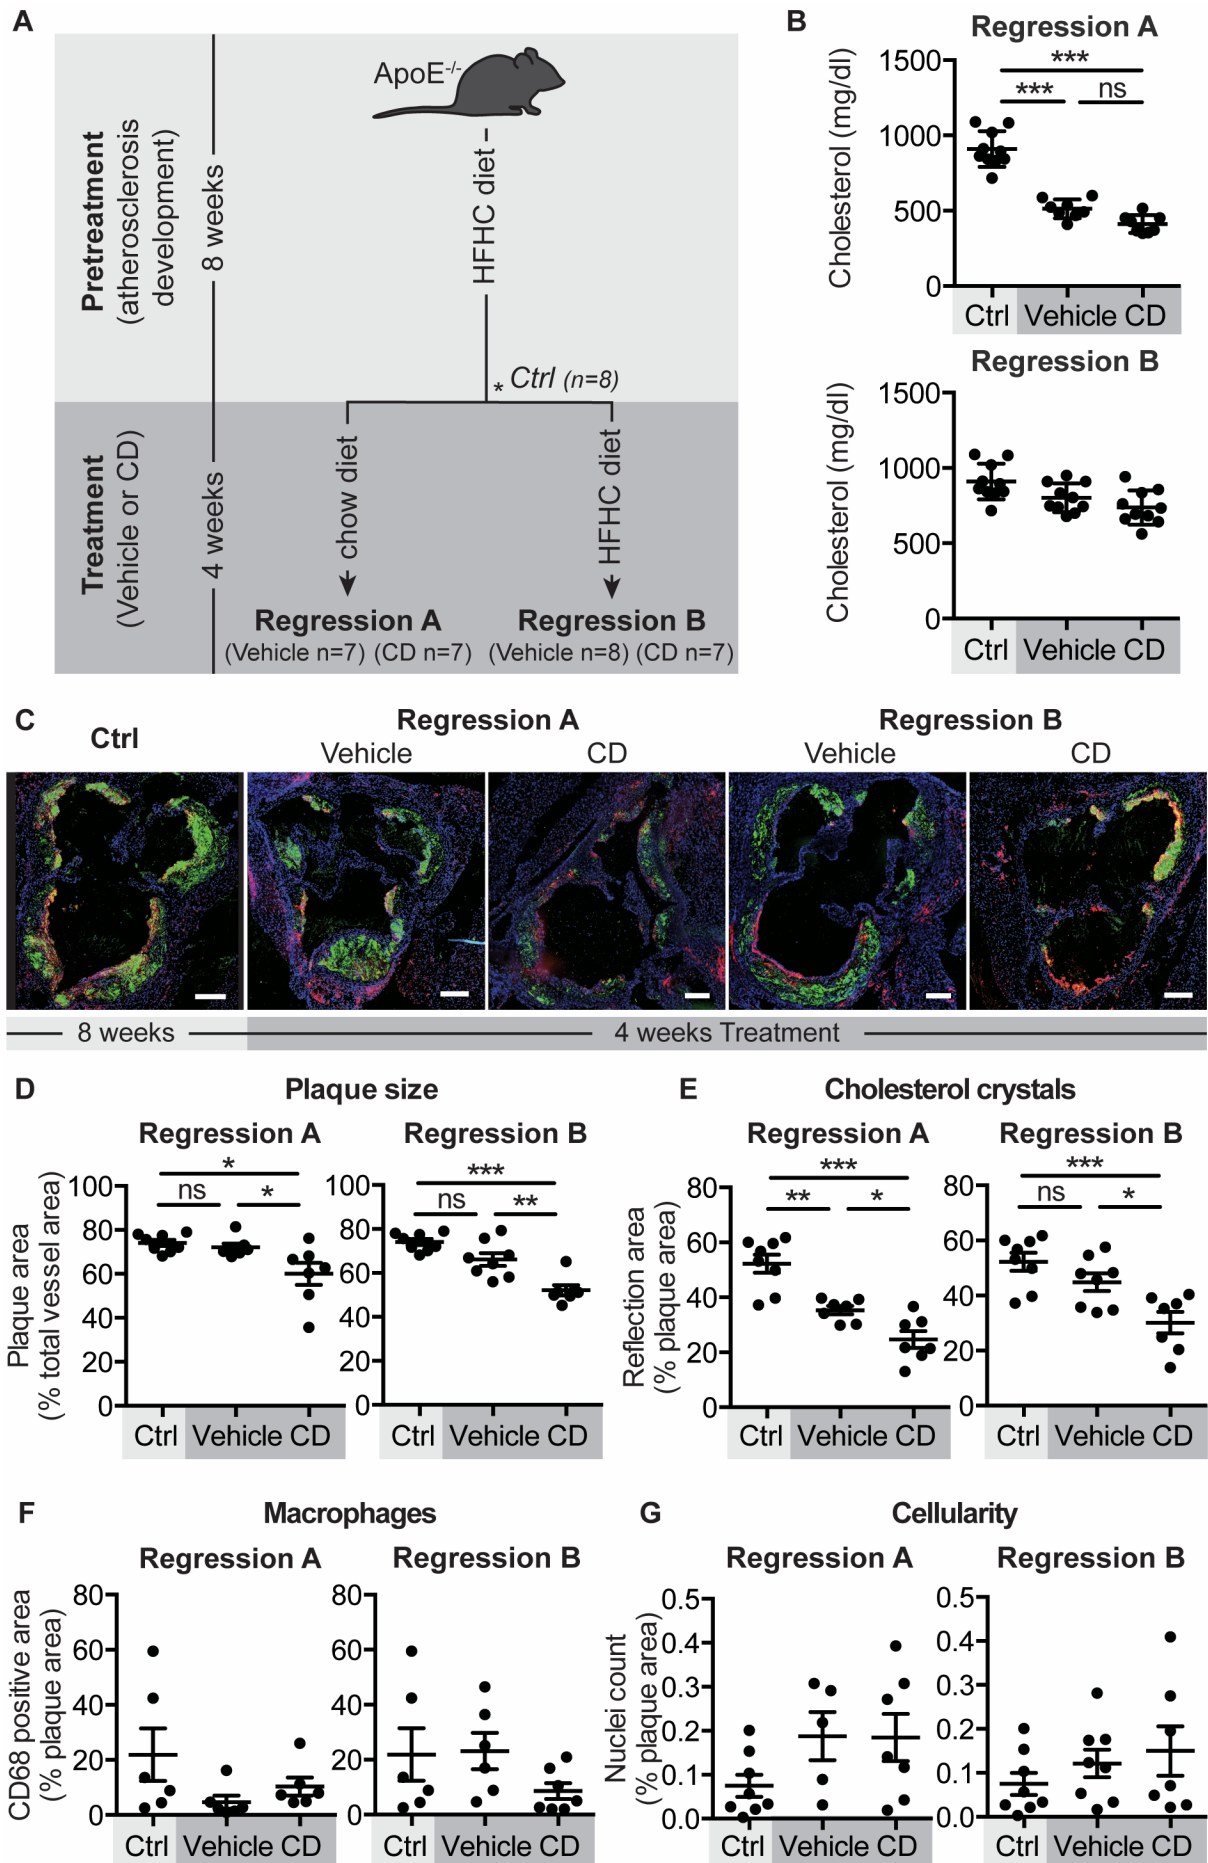 A
Pretreatment
(atherosclerosis
development)
8 weeks
ApoE-/-
HFHC diet
* Ctrl (n=8)
Treatment
(Vehicle or CD)
4 weeks
chow diet
HFHC diet
Regression A
(Vehicle n=7) (CD n=7)
Regression B
(Vehicle n=8) (CD n=7)
B
Regression A
Cholesterol (mg/dl)
1500
1000
500
0
***
*** ns
Ctrl Vehicle CD
Regression B
Cholesterol (mg/dl)
1500
1000
500
0
Ctrl Vehicle CD
C
Ctrl
Regression A
Vehicle CD
Regression B
Vehicle CD
8 weeks
4 weeks Treatment
D
Plaque size
Regression A
Plaque area
(% total vessel area)
100
80
60
40
20
0
*
ns *
Ctrl Vehicle CD
Regression B
100
80
60
40
20
0
***
ns **
Ctrl Vehicle CD
E
Cholesterol crystals
Regression A
Reflection area
(% plaque area)
80
60
40
20
0
***
** *
Ctrl Vehicle CD
Regression B
80
60
40
20
0
***
ns *
Ctrl Vehicle CD
F
Macrophages
Regression A
CD68 positive area
(% plaque area)
80
60
40
20
0
Ctrl Vehicle CD
Regression B
80
60
40
20
0
Ctrl Vehicle CD
G
Cellularity
Regression A
Nuclei count
(% plaque area)
0.5
0.4
0.3
0.2
0.1
0.0
Ctrl Vehicle CD
Regression B
0.5
0.4
0.3
0.2
0.1
0.0
Ctrl Vehicle CD